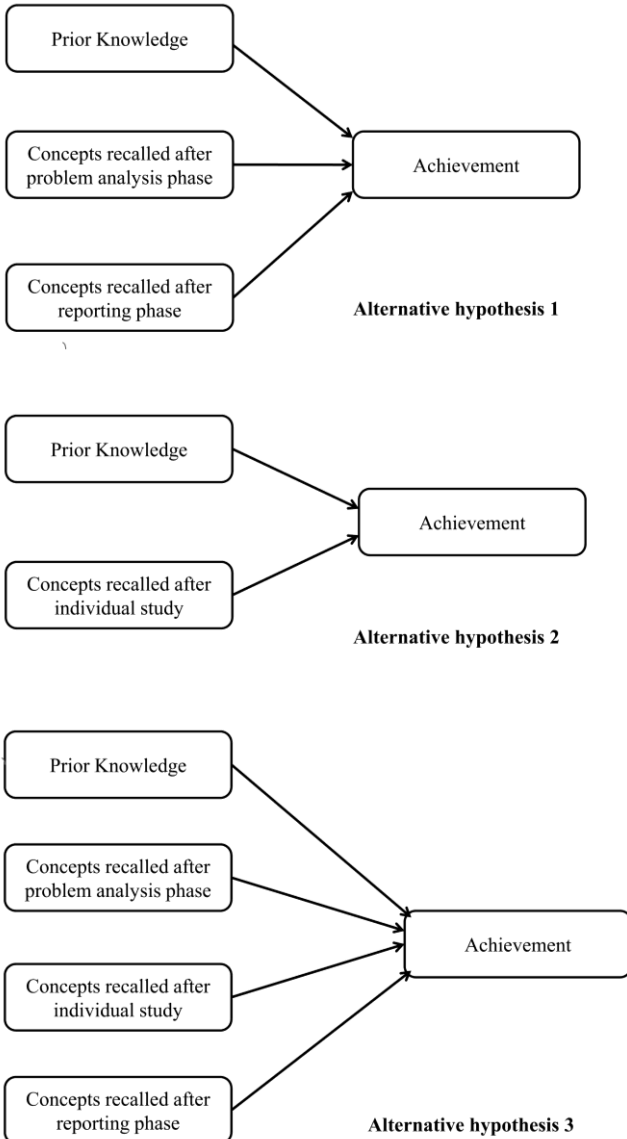 Prior Knowledge
Concepts recalled after
problem analysis phase
Achievement
Concepts recalled after
reporting phase
Alternative hypothesis 1
Prior Knowledge
Achievement
Concepts recalled after
individual study
Alternative hypothesis 2
Prior Knowledge
Concepts recalled after
problem analysis phase
Achievement
Concepts recalled after
individual study
Concepts recalled after
reporting phase
Alternative hypothesis 3